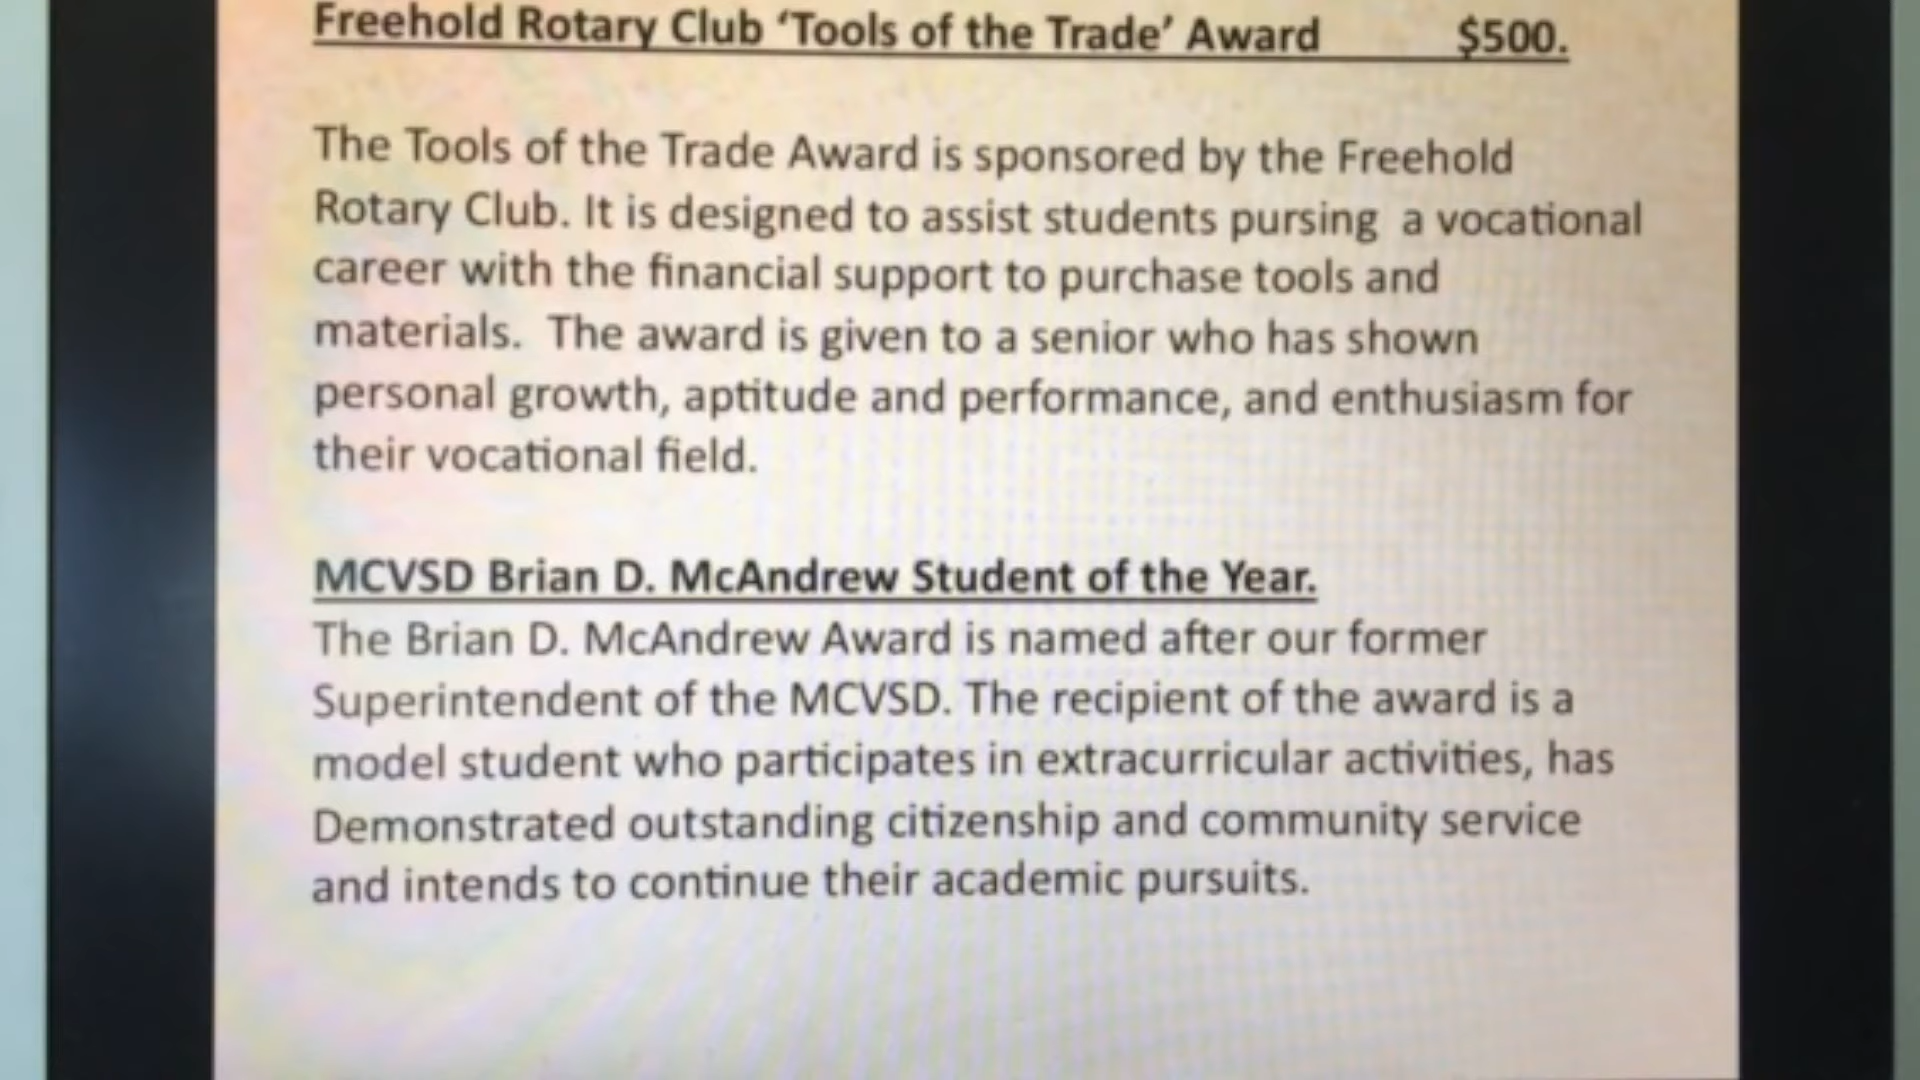 Freehold Rotary Club ‘Tools of the Trade’ Award $500.
The Tools of the Trade Award is sponsored by the Freehold
Rotary Club. It is designed to assist students pursing a vocational
career with the financial support to purchase tools and
materials. The award is given to a senior who has shown
personal growth, aptitude and performance, and enthusiasm for
their vocational field.
MCVSD Brian D. McAndrew Student of the Year.
The Brian D. McAndrew Award is named after our former
Superintendent of the MCVSD. The recipient of the award is a
model student who participates in extracurricular activities, has
Demonstrated outstanding citizenship and community service
and intends to continue their academic pursuits.